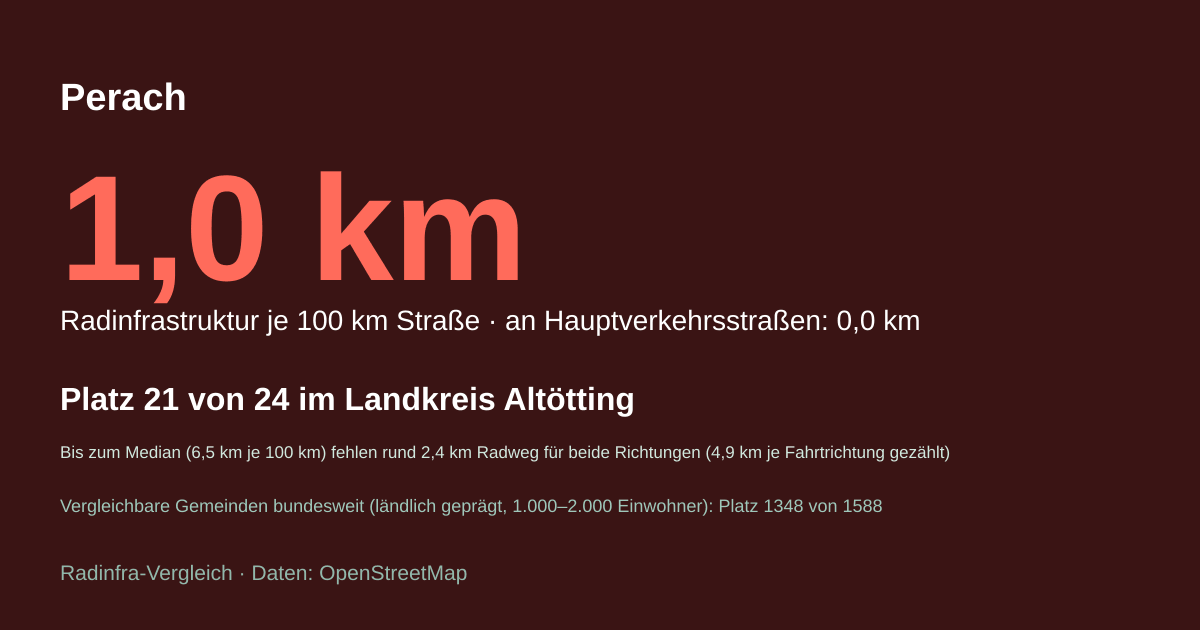 Perach
1,0 km
Radinfrastruktur je 100 km Straße · an Hauptverkehrsstraßen: 0,0 km
Platz 21 von 24 im Landkreis Altötting
Bis zum Median (6,5 km je 100 km) fehlen rund 2,4 km Radweg für beide Richtungen (4,9 km je Fahrtrichtung gezählt)
Vergleichbare Gemeinden bundesweit (ländlich geprägt, 1.000–2.000 Einwohner): Platz 1348 von 1588
Radinfra-Vergleich · Daten: OpenStreetMap